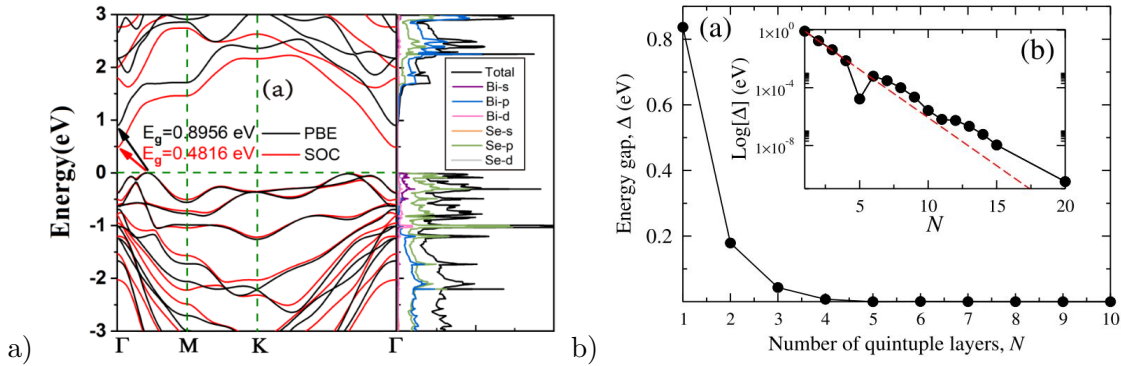 a)
Energy(eV)
3
2
1
0
-1
-2
-3
(a)
E_g=0.8956 eV
E_g=0.4816 eV
PBE
SOC
Γ M K Γ
Total
Bi-s
Bi-p
Bi-d
Se-s
Se-p
Se-d
b)
(a)
Energy gap, Δ (eV)
0.8
0.6
0.4
0.2
1 2 3 4 5 6 7 8 9 10
Number of quintuple layers, N
(b)
Log[Δ] (eV)
1×10^0
1×10^-4
1×10^-8
5 10 15 20
N